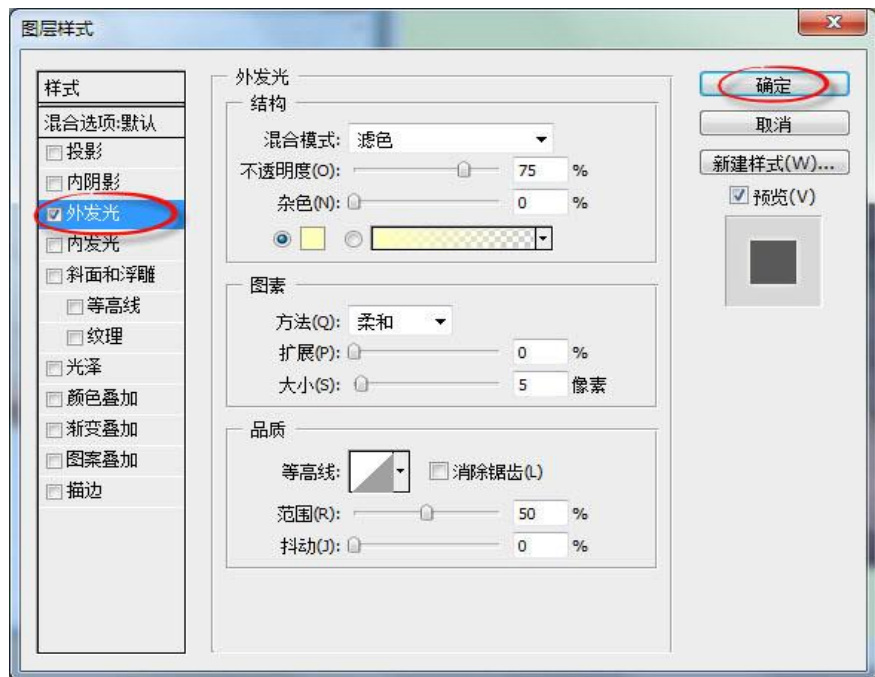 图层样式
样式
混合选项:默认
投影
内阴影
外发光
内发光
斜面和浮雕
等高线
纹理
光泽
颜色叠加
渐变叠加
图案叠加
描边
外发光
结构
混合模式: 滤色
不透明度(O): 75 %
杂色(N): 0 %
图素
方法(Q): 柔和
扩展(P): 0 %
大小(S): 5 像素
品质
等高线: 消除锯齿(L)
范围(R): 50 %
抖动(J): 0 %
确定
取消
新建样式(W)...
预览(V)